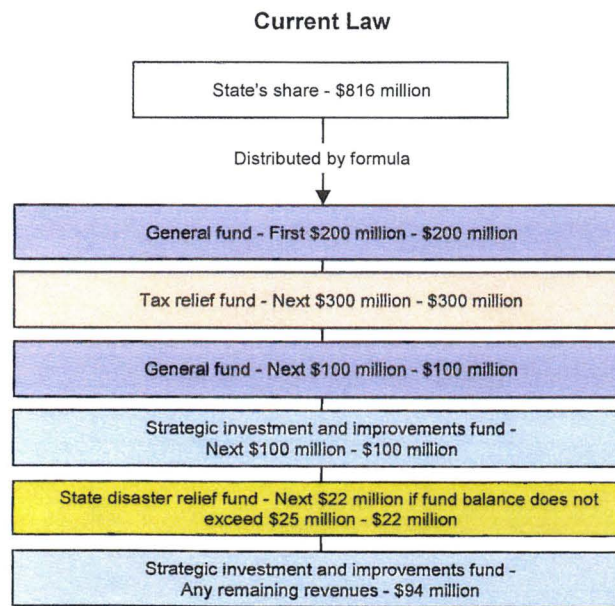 Current Law
State's share - $816 million
Distributed by formula
General fund - First $200 million - $200 million
Tax relief fund - Next $300 million - $300 million
General fund - Next $100 million - $100 million
Strategic investment and improvements fund -
Next $100 million - $100 million
State disaster relief fund - Next $22 million if fund balance does not
exceed $25 million - $22 million
Strategic investment and improvements fund -
Any remaining revenues - $94 million